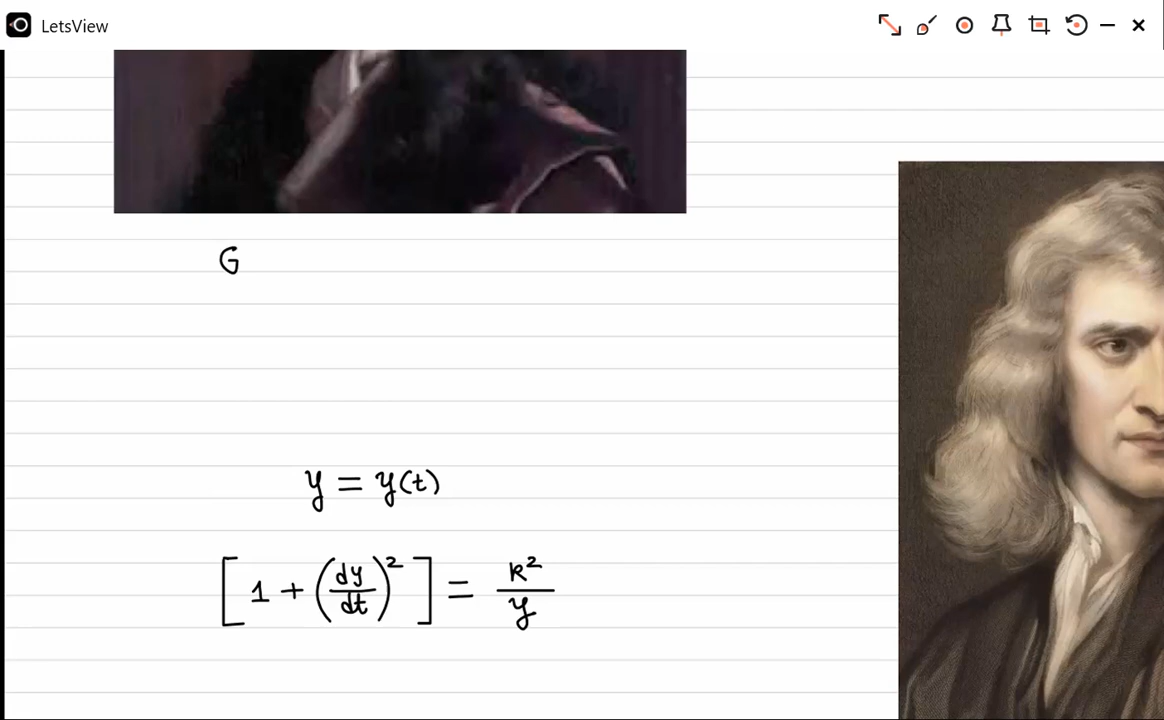 LetsView
G
y = y(t)
[1 + (dy/dt)²] = k²/y